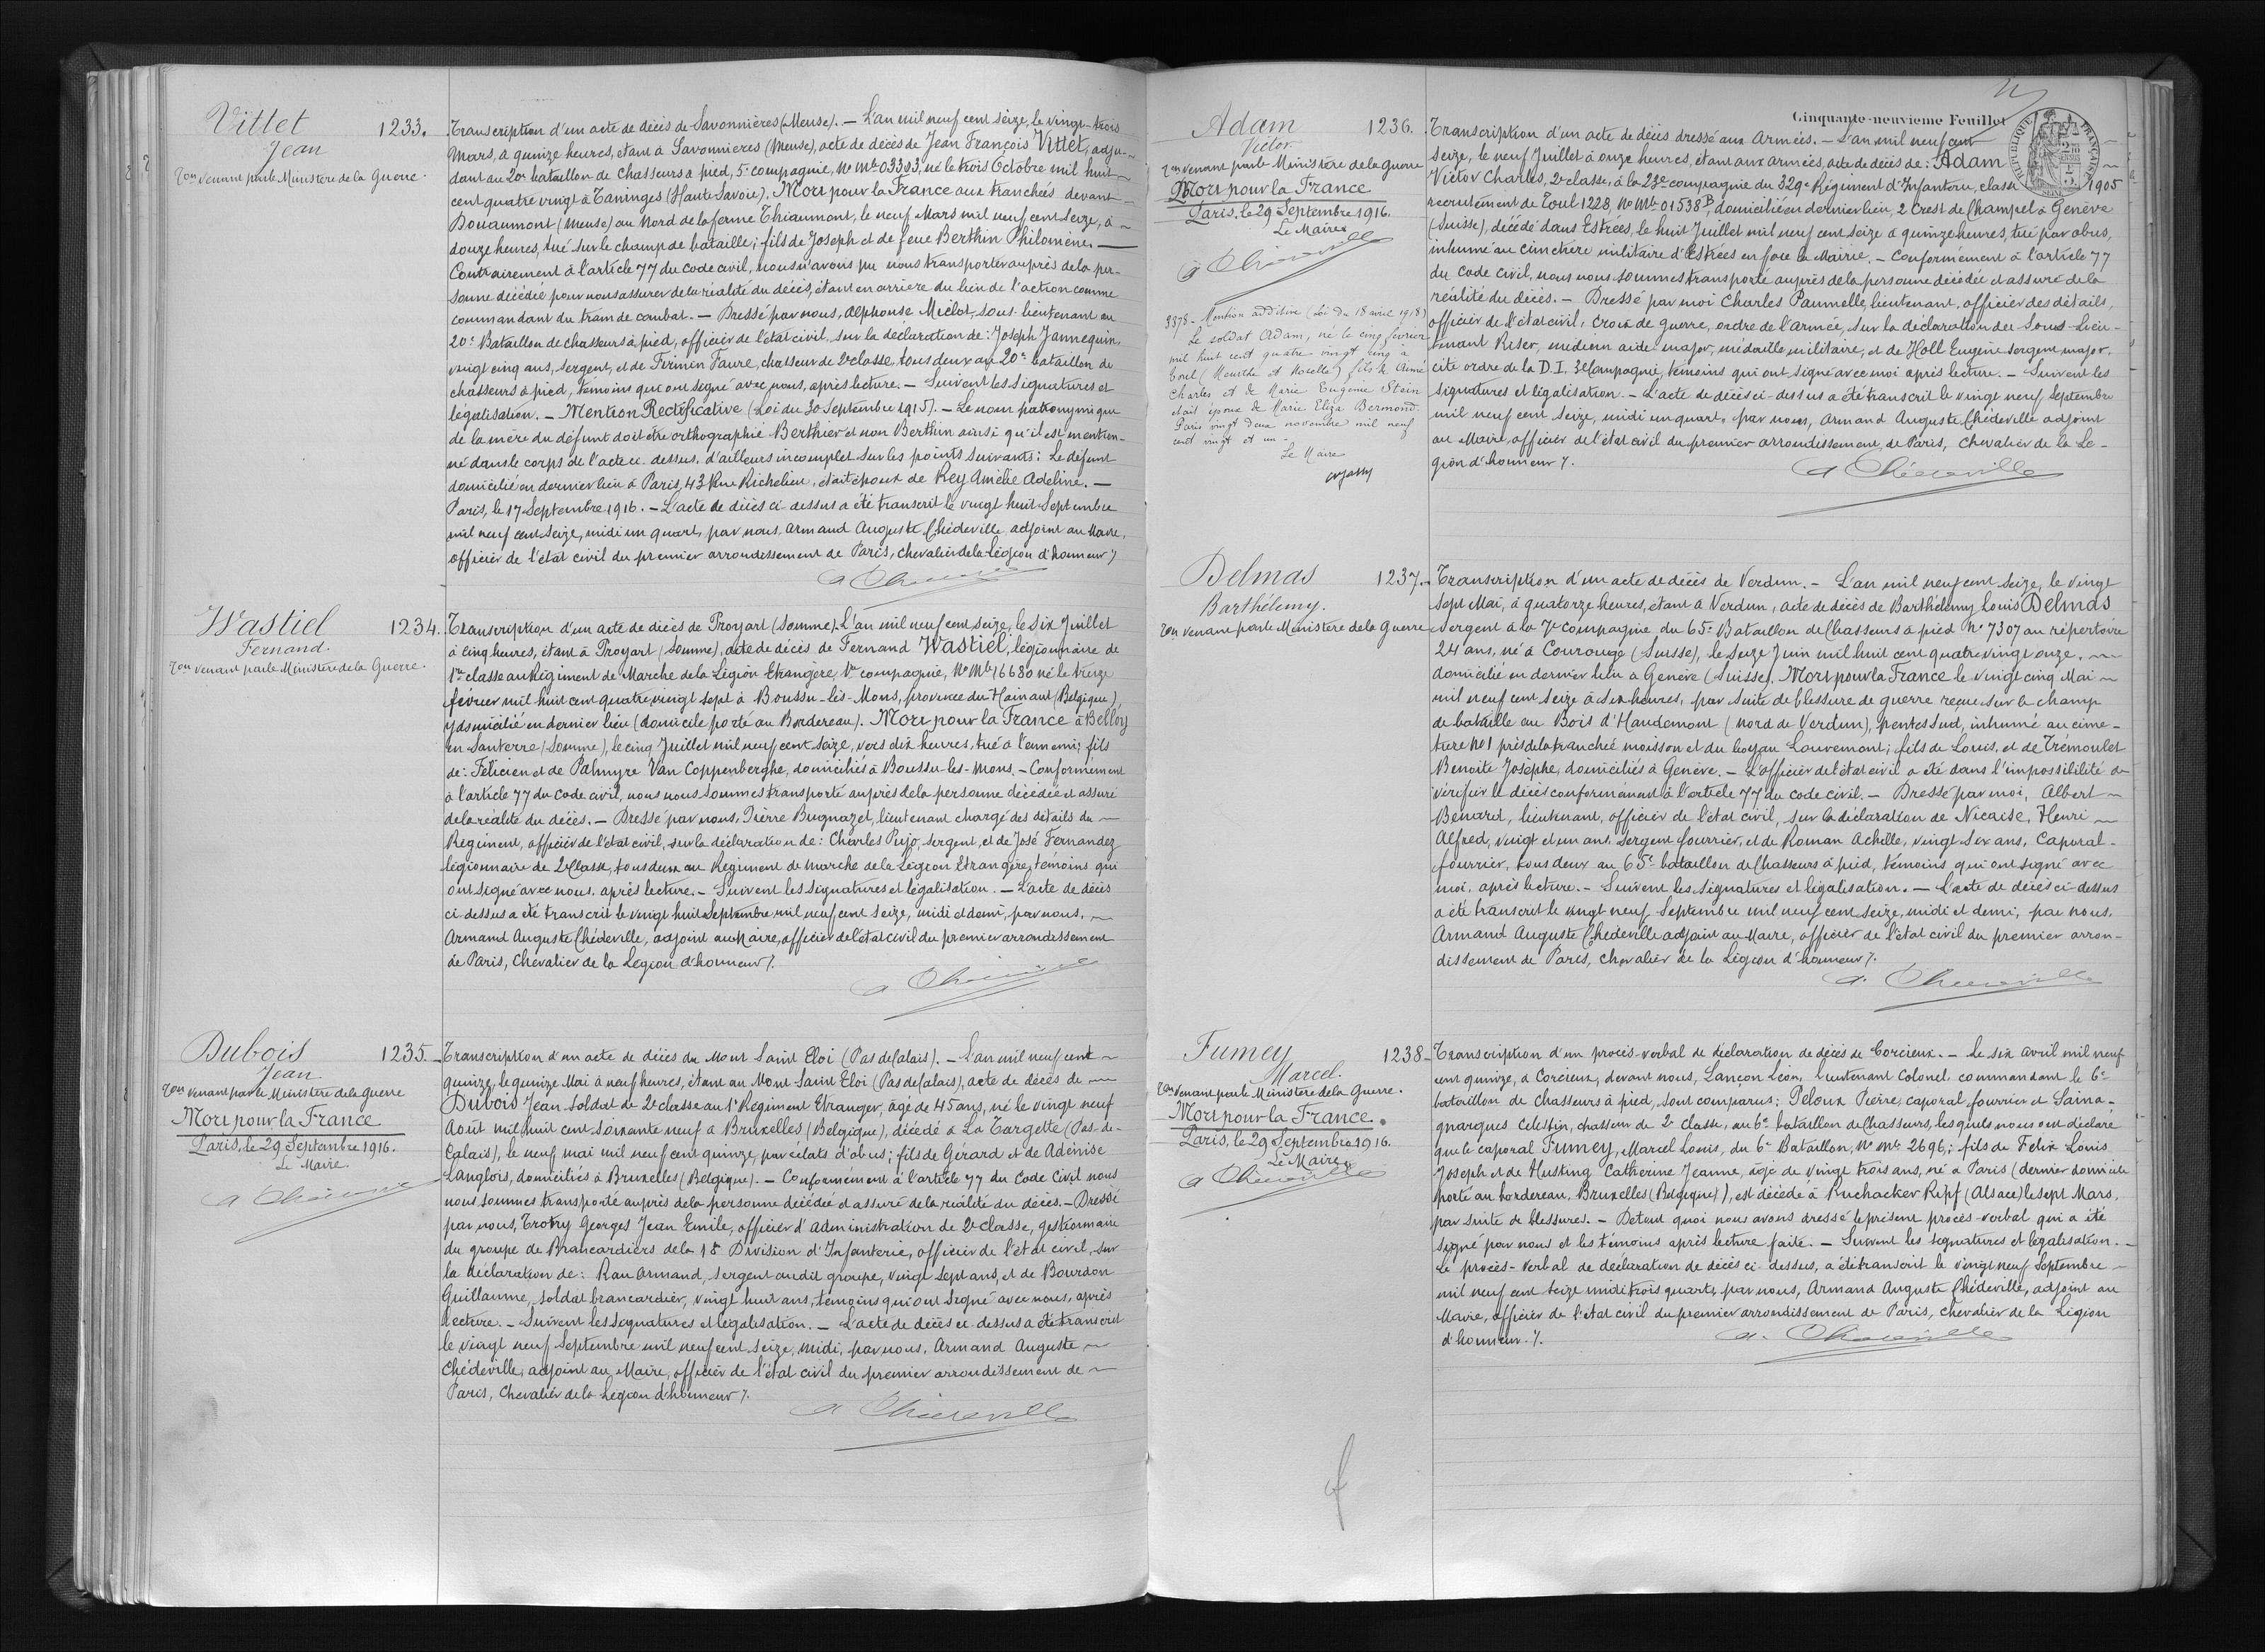 Vittet
Jean
1233.
Ton venant par le Ministère de la Guerre.
Transcription d'un acte de décès de Savonnières (Meuse). — L'an mil neuf cent seize, le vingt-trois
Mars, à quinze heures, étant à Savonnières (Meuse), acte de décès de Jean François Vittet, adju-
dant au 20e bataillon de Chasseurs à pied, 5e compagnie, No Mle 03393, né le trois Octobre mil huit
cent quatre vingt à Taninges (Haute-Savoie). Mort pour la France aux tranchées devant
Douaumont (Meuse) au Nord de la ferme Thiaumont, le neuf Mars mil neuf cent seize, à
douze heures, tué sur le champ de bataille; fils de Joseph et de feue Berthin Philomène. —
Contrairement à l'article 77 du code civil, nous n'avons pu nous transporter auprès de la per-
sonne décédée pour nous assurer de la réalité du décès, étant en arrière du lieu de l'action comme
commandant du train de combat. — Dressé par nous, Alphonse Miclot, sous-lieutenant au
20e Bataillon de chasseurs à pied, officier de l'état civil, sur la déclaration de: Joseph Jannequin,
vingt cinq ans, sergent, et de Firmin Faure, chasseur de 2e classe, tous deux au 20e bataillon de
chasseurs à pied, témoins qui ont signé avec nous, après lecture. — Suivent les signatures et
légalisation. — Mention Rectificative (Loi du 30 Septembre 1915). — Le nom patronymique
de la mère du défunt doit être orthographié Berthier et non Berthin ainsi qu'il est mention-
né dans le corps de l'acte ci-dessus, d'ailleurs incomplet sur les points suivants: Le défunt
domicilié en dernier lieu à Paris, 43 Rue Richelieu, était époux de Rey Amélie Adeline. —
Paris, le 17 Septembre 1916. — L'acte de décès ci-dessus a été transcrit le vingt huit Septembre
mil neuf cent seize, midi un quart, par nous, Armand Auguste Chédeville, adjoint au Maire,
officier de l'état civil du premier arrondissement de Paris, chevalier de la Légion d'honneur ./.
A Chédeville
Wastiel
Fernand.
1234.
Ton venant par le Ministère de la Guerre.
Transcription d'un acte de décès de Proyart (Somme). L'an mil neuf cent seize, le six Juillet
à cinq heures, étant à Proyart (Somme), acte de décès de Fernand Wastiel, légionnaire de
1re classe au Régiment de Marche de la Légion Etrangère, 1re compagnie, No Mle 16680 né le treize
février mil huit cent quatre vingt sept à Boussu-lès-Mons, province du Hainaut (Belgique)
y domicilié en dernier lieu (domicile porté au Bordereau). Mort pour la France à Belloy
en Santerre (Somme), le cinq Juillet mil neuf cent seize, vers dix heures, tué à l'ennemi; fils
de: Félicien et de Palmyre Van Coppenberghe, domiciliés à Boussu-les-Mons. — Conformément
à l'article 77 du code civil, nous nous sommes transporté auprès de la personne décédée et assuré
de la réalité du décès. — Dressé par nous, Pierre Bugnazet, lieutenant chargé des détails du
Régiment, officier de l'état civil, sur la déclaration de: Charles Pujo, sergent, et de José Fernandez
légionnaire de 2e Classe, tous deux au Régiment de marche de la Légion Etrangère, témoins qui
ont signé avec nous, après lecture. — Suivent les signatures et légalisation. — L'acte de décès
ci-dessus a été transcrit le vingt huit Septembre mil neuf cent seize, midi et demi, par nous,
Armand Auguste Chédeville, adjoint au Maire, officier de l'état civil du premier arrondissement
de Paris, Chevalier de la Légion d'honneur ./.
A Chédeville
Dubois
Jean
1235.
Ton venant par le Ministère de la Guerre
Mort pour la France
Paris, le 29 Septembre 1916.
Le Maire.
A Chédeville
Transcription d'un acte de décès du Mont Saint Eloi (Pas de Calais). — L'an mil neuf cent
quinze, le quinze Mai à neuf heures, étant au Mont-Saint Eloi (Pas de Calais), acte de décès de
Dubois Jean soldat de 2e classe au 1er Régiment Etranger, âgé de 45 ans, né le vingt neuf
Août mil huit cent soixante neuf à Bruxelles (Belgique), décédé à La Targette (Pas-de-
Calais), le neuf mai mil neuf cent quinze, par éclats d'obus; fils de Gérard et de Adénise
Langlois, domiciliés à Bruxelles (Belgique). — Conformément à l'article 77 du Code Civil nous
nous sommes transporté auprès de la personne décédée et assuré de la réalité du décès. — Dressé
par nous, Trotry Georges Jean Emile, officier d'administration de 2e classe, gestionnaire
du groupe de Brancardiers de la 18e Division d'Infanterie, officier de l'état civil, sur
la déclaration de: Rau Armand, sergent audit groupe, vingt sept ans, et de Bourdon
Guillaume, soldat brancardier, vingt huit ans, témoins qui ont signé avec nous, après
lecture. — Suivent les signatures et légalisation. — L'acte de décès ci-dessus a été transcrit
le vingt neuf Septembre mil neuf cent seize, midi, par nous, Armand Auguste
Chédeville, adjoint au Maire, officier de l'état civil du premier arrondissement de
Paris, Chevalier de la Légion d'honneur ./.
A Chédeville
Cinquante-neuvième Feuillet
RÉPUBLIQUE FRANÇAISE
Adam
Victor
1236.
Ton venant par le Ministère de la Guerre
Mort pour la France
Paris, le 29 Septembre 1916.
Le Maire
A Chédeville
3378 - Mention additive (Loi du 18 avril 1918)
Le soldat Adam, né le cinq février
mil huit cent quatre vingt cinq à
Toul (Meurthe et Moselle) fils de Aimé
Charles et de Marie Eugénie Stein
était époux de Marie Eliza Bermond.
Paris vingt deux novembre mil neuf
cent vingt et un -
Le Maire
Transcription d'un acte de décès dressé aux Armées. — L'an mil neuf cent
seize, le neuf Juillet à onze heures, étant aux armées, acte de décès de: Adam
Victor Charles, 2e classe, à la 23e compagnie du 329e Régiment d'Infanterie, classe 1905
recrutement de Toul 1228, No Mle 01538B, domicilié en dernier lieu, 2 Crest de Champel à Genève
(Suisse), décédé dans Estrées, le huit Juillet mil neuf cent seize à quinze heures, tué par obus,
inhumé au cimetière militaire d'Estrées en face la Mairie. — Conformément à l'article 77
du Code civil, nous nous sommes transporté auprès de la personne décédée et assuré de la
réalité du décès. — Dressé par moi Charles Paumelle, lieutenant, officier des détails,
officier de l'état civil, Croix de guerre, ordre de l'Armée, sur la déclaration du Sous-Lieu-
tenant Riser, médecin aide-major, médaille militaire, et de Holl Eugène Sergent major,
cité ordre de la D.I. 3e Compagnie, témoins qui ont signé avec moi après lecture. — Suivent les
signatures et légalisation. — L'acte de décès ci-dessus a été transcrit le vingt neuf Septembre
mil neuf cent seize, midi un quart, par nous, Armand Auguste Chédeville adjoint
au Maire, officier de l'état civil du premier arrondissement de Paris, Chevalier de la Lé-
gion d'honneur ./.
A Chédeville
Delmas
Barthélemy.
1237.
Ton venant par le Ministère de la Guerre
Transcription d'un acte de décès de Verdun. — L'an mil neuf cent seize, le vingt
sept Mai, à quatorze heures, étant à Verdun, acte de décès de Barthélemy Louis Delmas
Sergent à la 7e compagnie du 65e Bataillon de Chasseurs à pied No 7307 au répertoire
24 ans, né à Courouge (Suisse), le seize Juin mil huit cent quatre vingt onze,
domicilié en dernier lieu à Genève (Suisse). Mort pour la France le vingt cinq Mai
mil neuf cent seize à six heures, par suite de blessure de guerre reçue sur le champ
de bataille au Bois d'Haudomont (nord de Verdun), pentes Sud, inhumé au cime-
tière No 1 près de la tranchée moisson et du boyau Louvemont; fils de Louis, et de Trémoulet
Benoite Josèphe, domiciliés à Genève. — L'officier de l'état civil a été dans l'impossibilité de
vérifier le décès conformément à l'article 77 du code civil. — Dressé par moi, Albert
Benard, lieutenant, officier de l'état civil, sur la déclaration de Nicaise, Henri
Alfred, vingt et un ans, sergent fourrier, et de Roman Achille, vingt six ans, Caporal-
fourrier, tous deux au 65e bataillon de Chasseurs à pied, témoins qui ont signé avec
moi, après lecture. — Suivent les signatures et légalisation. — L'acte de décès ci-dessus
a été transcrit le vingt neuf Septembre mil neuf cent seize, midi et demi, par nous,
Armand Auguste Chédeville adjoint au Maire, officier de l'état civil du premier arron-
dissement de Paris, chevalier de la Légion d'honneur ./.
A. Chédeville
Fumey
Marcel.
1238
Ton venant par le Ministère de la Guerre.
Mort pour la France.
Paris, le 29 Septembre 1916.
Le Maire
A Chédeville
Transcription d'un procès-verbal de déclaration de décès de Corcieux. — Le six avril mil neuf
cent quinze, à Corcieux, devant nous, Lançon Léon, Lieutenant Colonel, commandant le 6e
bataillon de chasseurs à pied, sont comparus: Peloux Pierre, caporal fourrier et Saina-
gnargues Celestin, chasseur de 2e classe, au 6e bataillon de Chasseurs, lesquels nous ont déclaré
que le caporal Fumey, Marcel Louis, du 6e Bataillon, No Mle 2696; fils de Felix Louis
Joseph et de Husting Catherine Jeanne, âgé de vingt trois ans, né à Paris (dernier domicile
porté au bordereau, Bruxelles (Belgique)), est décédé à Ruchacker Kopf (Alsace) le sept Mars,
par suite de blessures. — De tout quoi nous avons dressé le présent procès-verbal qui a été
signé par nous et les témoins après lecture faite. — Suivent les signatures et légalisation. —
Le procès-verbal de déclaration de décès ci-dessus, a été transcrit le vingt neuf Septembre
mil neuf cent seize midi trois quarts, par nous, Armand Auguste Chédeville, adjoint au
Maire, officier de l'état civil du premier arrondissement de Paris, chevalier de la Légion
d'honneur ./.
A. Chédeville